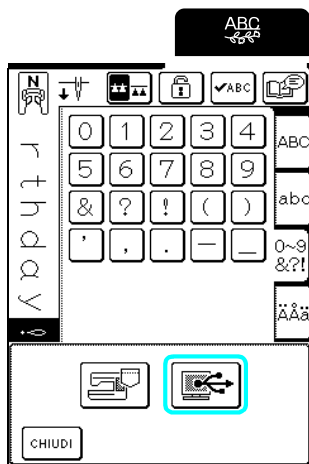 ABC
N
✔ABC
0 1 2 3 4
ABC
5 6 7 8 9
& ? ! ( )
abc
' , . – _
0~9
&?!
ÄÅä
rthday
CHIUDI